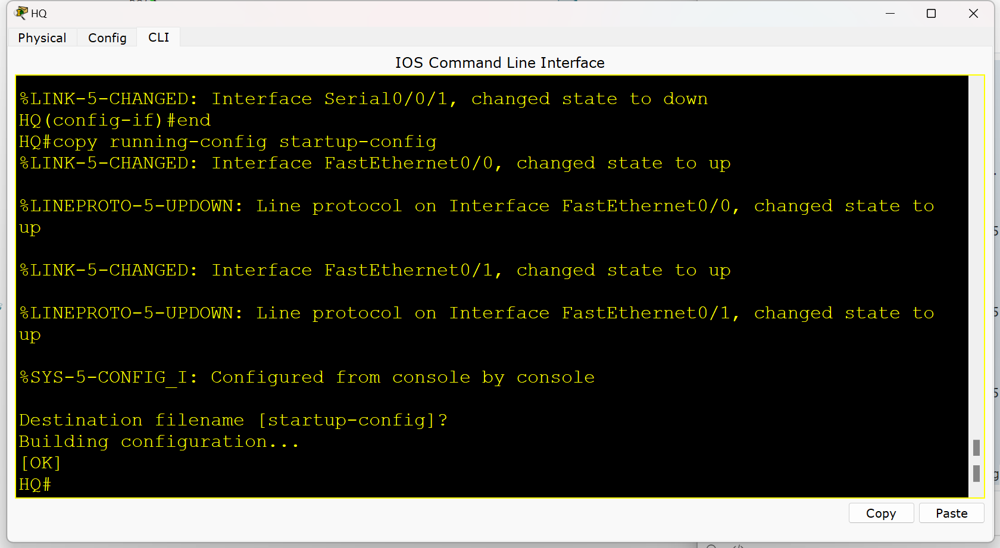 HQ
Physical
Config
CLI
IOS Command Line Interface
%LINK-5-CHANGED: Interface Serial0/0/1, changed state to down
HQ(config-if)#end
HQ#copy running-config startup-config
%LINK-5-CHANGED: Interface FastEthernet0/0, changed state to up
%LINEPROTO-5-UPDOWN: Line protocol on Interface FastEthernet0/0, changed state to
up
%LINK-5-CHANGED: Interface FastEthernet0/1, changed state to up
%LINEPROTO-5-UPDOWN: Line protocol on Interface FastEthernet0/1, changed state to
up
%SYS-5-CONFIG_I: Configured from console by console
Destination filename [startup-config]?
Building configuration...
[OK]
HQ#
Copy
Paste